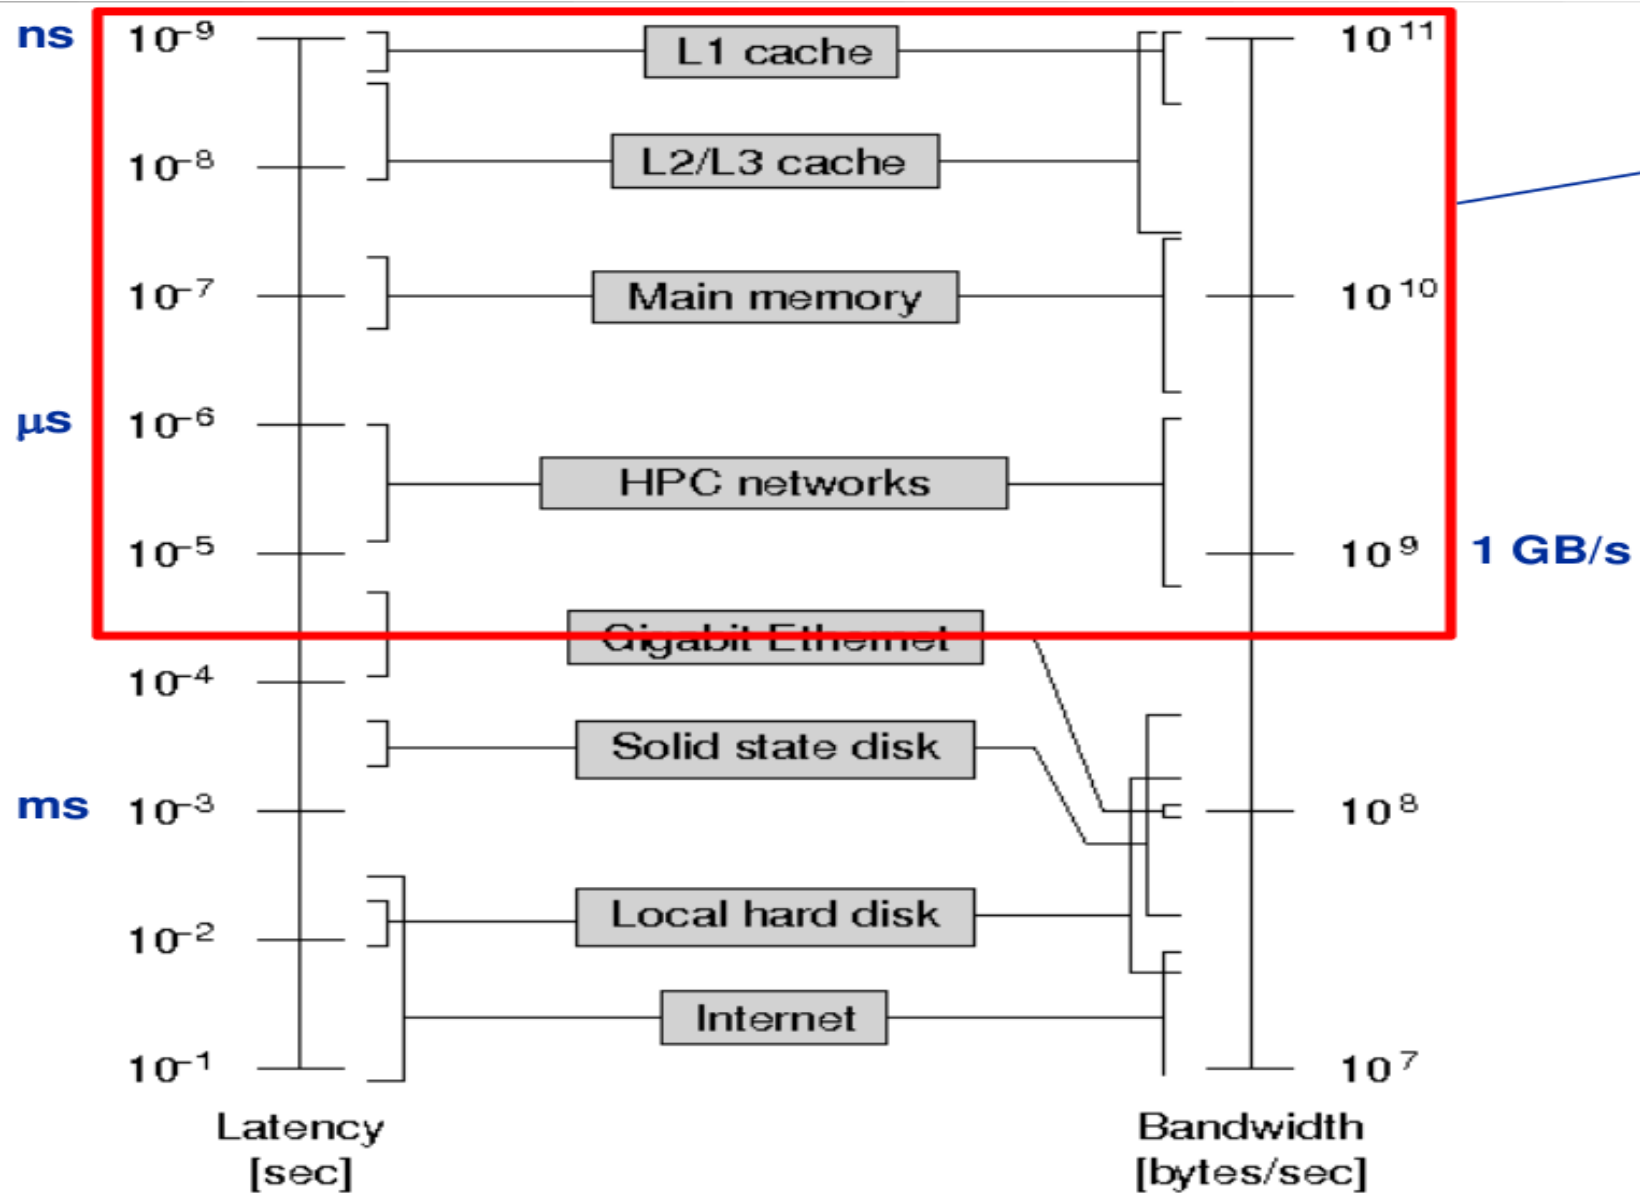 ns 10⁻⁹ L1 cache 10¹¹
10⁻⁸ L2/L3 cache
10⁻⁷ Main memory 10¹⁰
µs 10⁻⁶
HPC networks
10⁻⁵ 10⁹ 1 GB/s
Gigabit Ethernet
10⁻⁴
Solid state disk
ms 10⁻³ 10⁸
Local hard disk
10⁻²
Internet
10⁻¹ 10⁷
Latency Bandwidth
[sec] [bytes/sec]